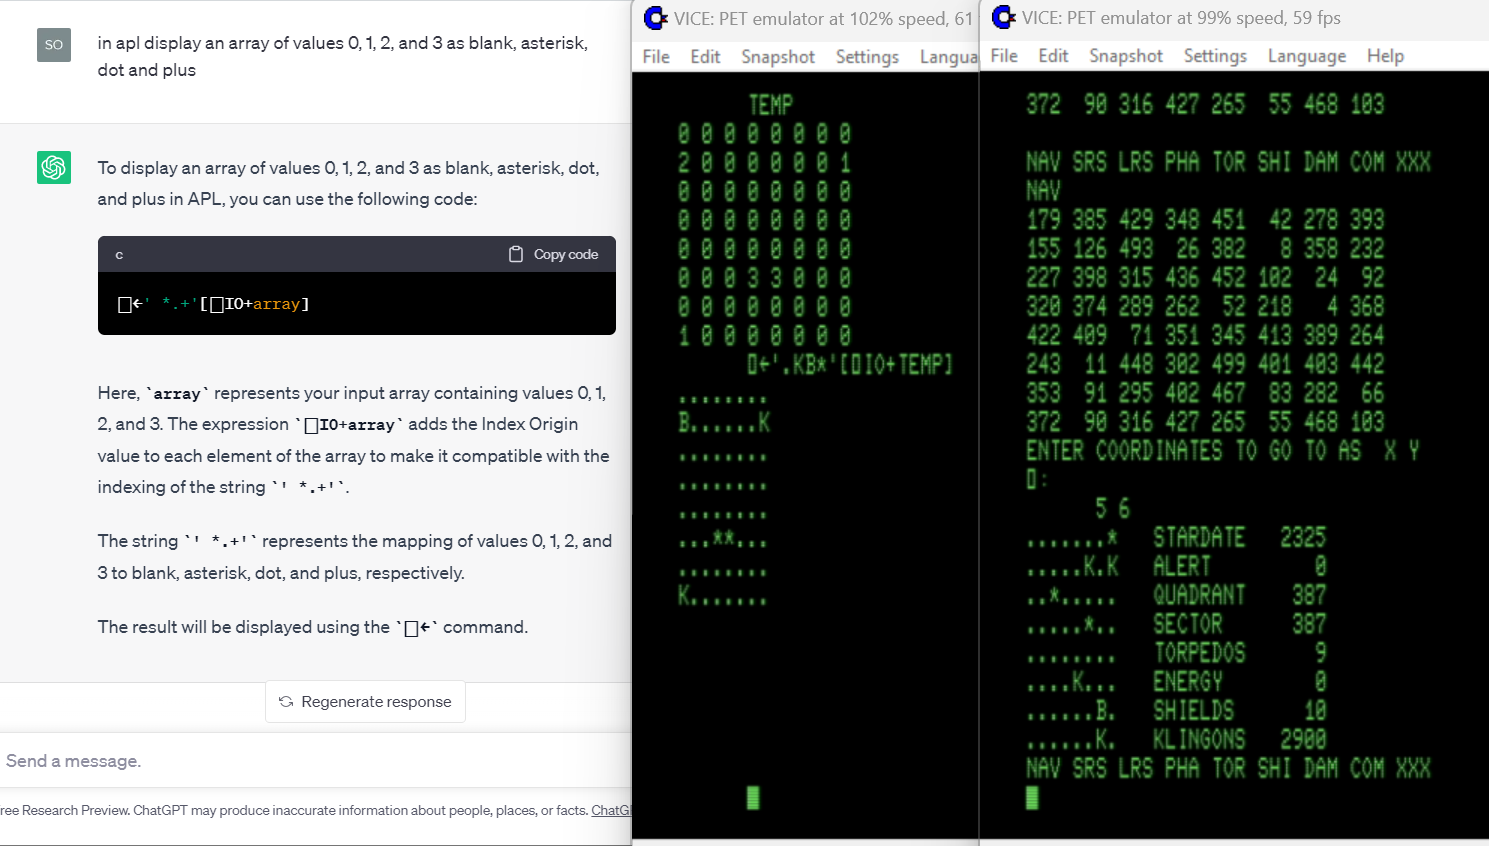 SO
in apl display an array of values 0, 1, 2, and 3 as blank, asterisk,
dot and plus
To display an array of values 0, 1, 2, and 3 as blank, asterisk, dot,
and plus in APL, you can use the following code:
c
Copy code
⎕←' *.+'[⎕IO+array]
Here, `array` represents your input array containing values 0, 1,
2, and 3. The expression `⎕IO+array` adds the Index Origin
value to each element of the array to make it compatible with the
indexing of the string `' *.+'`.
The string `' *.+'` represents the mapping of values 0, 1, 2, and
3 to blank, asterisk, dot, and plus, respectively.
The result will be displayed using the `⎕←` command.
Regenerate response
Send a message.
ree Research Preview. ChatGPT may produce inaccurate information about people, places, or facts. ChatG
VICE: PET emulator at 102% speed, 61
File Edit Snapshot Settings Langua
TEMP
0 0 0 0 0 0 0 0
2 0 0 0 0 0 0 1
0 0 0 0 0 0 0 0
0 0 0 0 0 0 0 0
0 0 0 0 0 0 0 0
0 0 0 3 3 0 0 0
0 0 0 0 0 0 0 0
1 0 0 0 0 0 0 0
⎕←'.KB*'[⎕IO+TEMP]
........
B......K
........
........
........
...**...
........
K.......
VICE: PET emulator at 99% speed, 59 fps
File Edit Snapshot Settings Language Help
372 90 316 427 265 55 468 103
NAV SRS LRS PHA TOR SHI DAM COM XXX
NAV
179 385 429 348 451 42 278 393
155 126 493 26 382 8 358 232
227 398 315 436 452 102 24 92
320 374 289 262 52 218 4 368
422 409 71 351 345 413 389 264
243 11 448 302 499 401 403 442
353 91 295 402 467 83 282 66
372 90 316 427 265 55 468 103
ENTER COORDINATES TO GO TO AS X Y
⎕:
5 6
.......* STARDATE 2325
.....K.K ALERT 0
..*..... QUADRANT 387
.....*.. SECTOR 387
........ TORPEDOS 9
....K... ENERGY 0
......B. SHIELDS 10
......K. KLINGONS 2900
NAV SRS LRS PHA TOR SHI DAM COM XXX